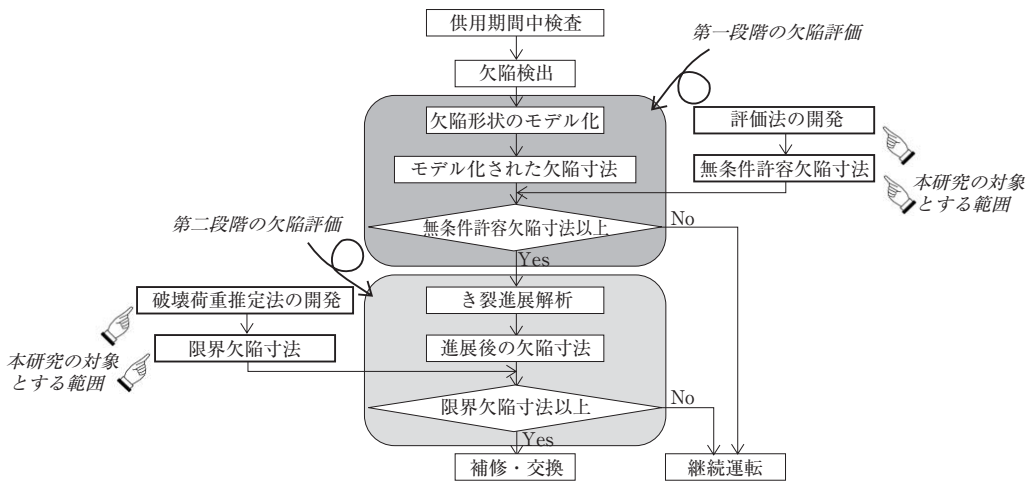 供用期間中検査
第一段階の欠陥評価
欠陥検出
欠陥形状のモデル化
評価法の開発
モデル化された欠陥寸法
無条件許容欠陥寸法
本研究の対象
とする範囲
第二段階の欠陥評価
無条件許容欠陥寸法以上
No
Yes
破壊荷重推定法の開発
き裂進展解析
限界欠陥寸法
進展後の欠陥寸法
本研究の対象
とする範囲
限界欠陥寸法以上
No
Yes
補修・交換
継続運転